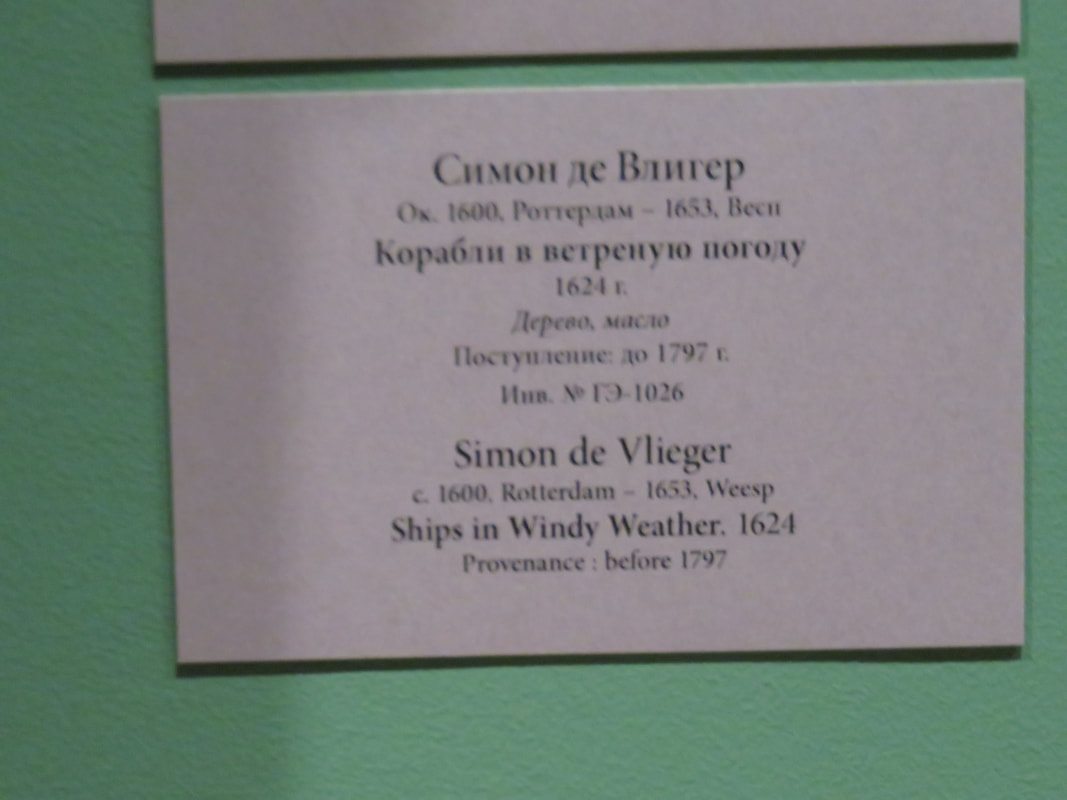 Симон де Влигер
Ок. 1600, Роттердам – 1653, Весп
Корабли в ветреную погоду
1624 г.
Дерево, масло
Поступление: до 1797 г.
Инв. № ГЭ-1026
Simon de Vlieger
c. 1600, Rotterdam – 1653, Weesp
Ships in Windy Weather. 1624
Provenance : before 1797